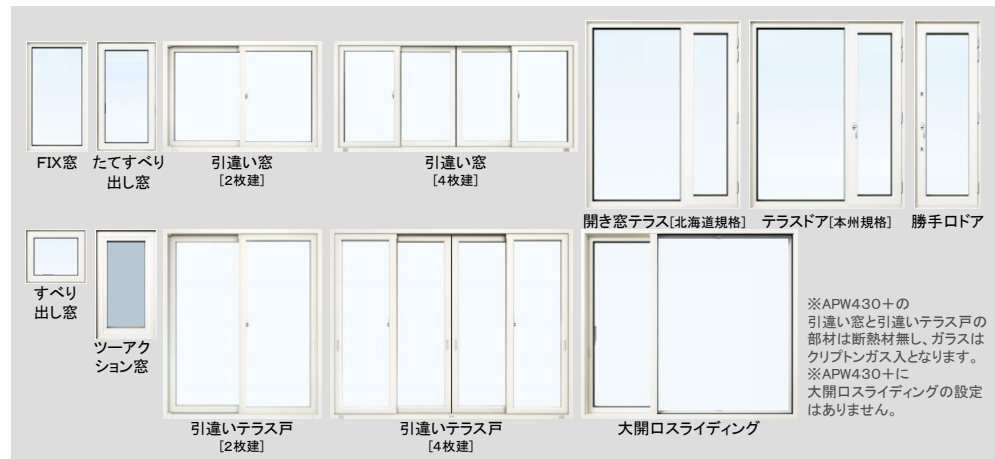 FIX窓
たてすべり
出し窓
引違い窓
[2枚建]
引違い窓
[4枚建]
開き窓テラス[北海道規格]
テラスドア[本州規格]
勝手口ドア
すべり
出し窓
ツーアク
ション窓
引違いテラス戸
[2枚建]
引違いテラス戸
[4枚建]
大開口スライディング
※APW430＋の
引違い窓と引違いテラス戸の
部材は断熱材無し、ガラスは
クリプトンガス入となります。
※APW430＋に
大開口スライディングの設定
はありません。